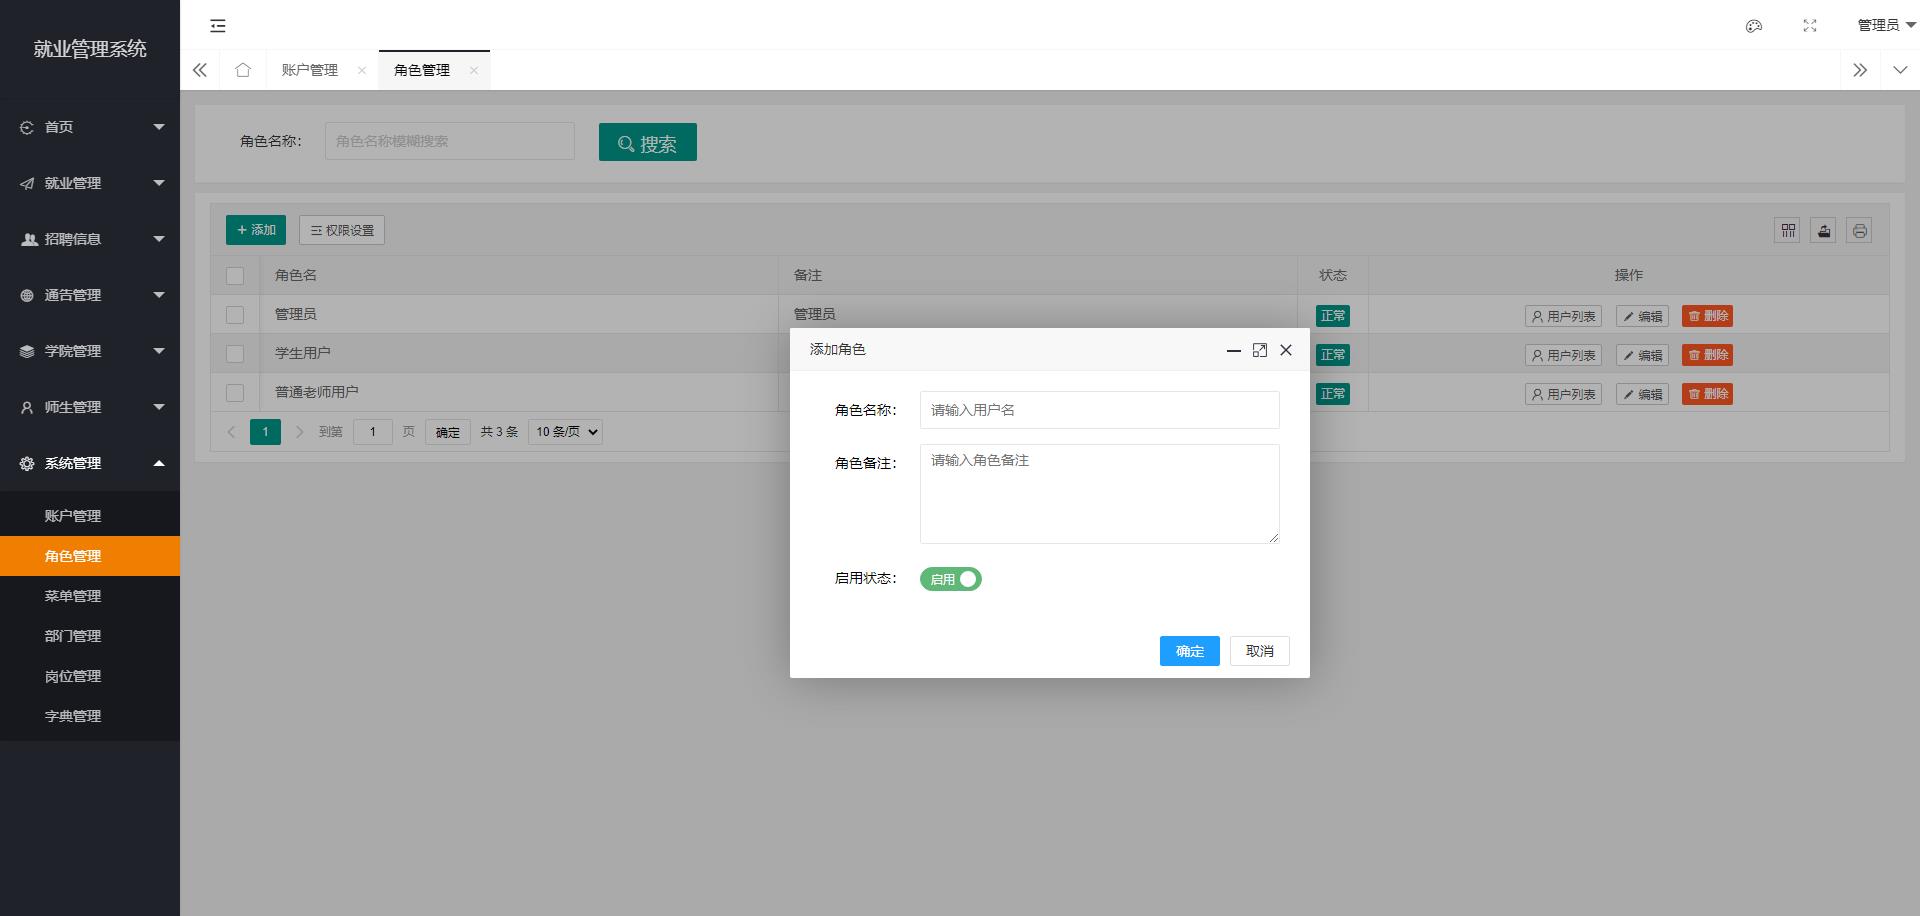 就业管理系统
管理员
账户管理
角色管理
首页
就业管理
招聘信息
通告管理
学院管理
师生管理
系统管理
账户管理
角色管理
菜单管理
部门管理
岗位管理
字典管理
角色名称： 角色名称模糊搜索 搜索
添加 权限设置
角色名 备注 状态 操作
管理员 管理员 正常 用户列表 编辑 删除
学生用户 正常 用户列表 编辑 删除
普通老师用户 正常 用户列表 编辑 删除
1 到第 1 页 确定 共 3 条 10 条/页
添加角色
角色名称： 请输入用户名
角色备注： 请输入角色备注
启用状态： 启用
确定 取消